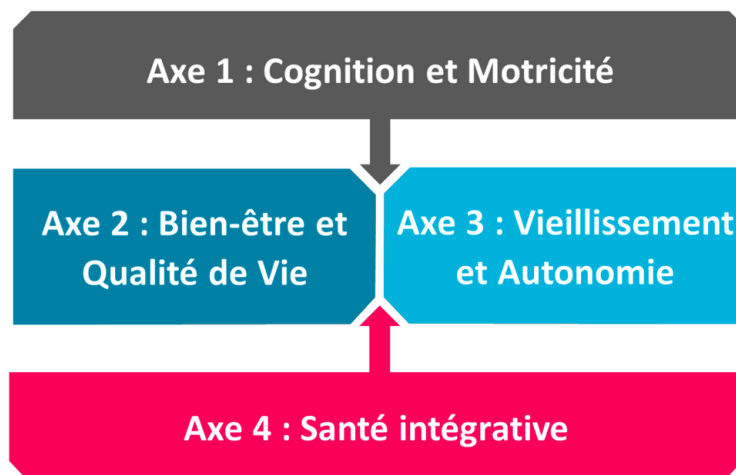 Axe 1 : Cognition et Motricité
Axe 2 : Bien-être et
Qualité de Vie
Axe 3 : Vieillissement
et Autonomie
Axe 4 : Santé intégrative